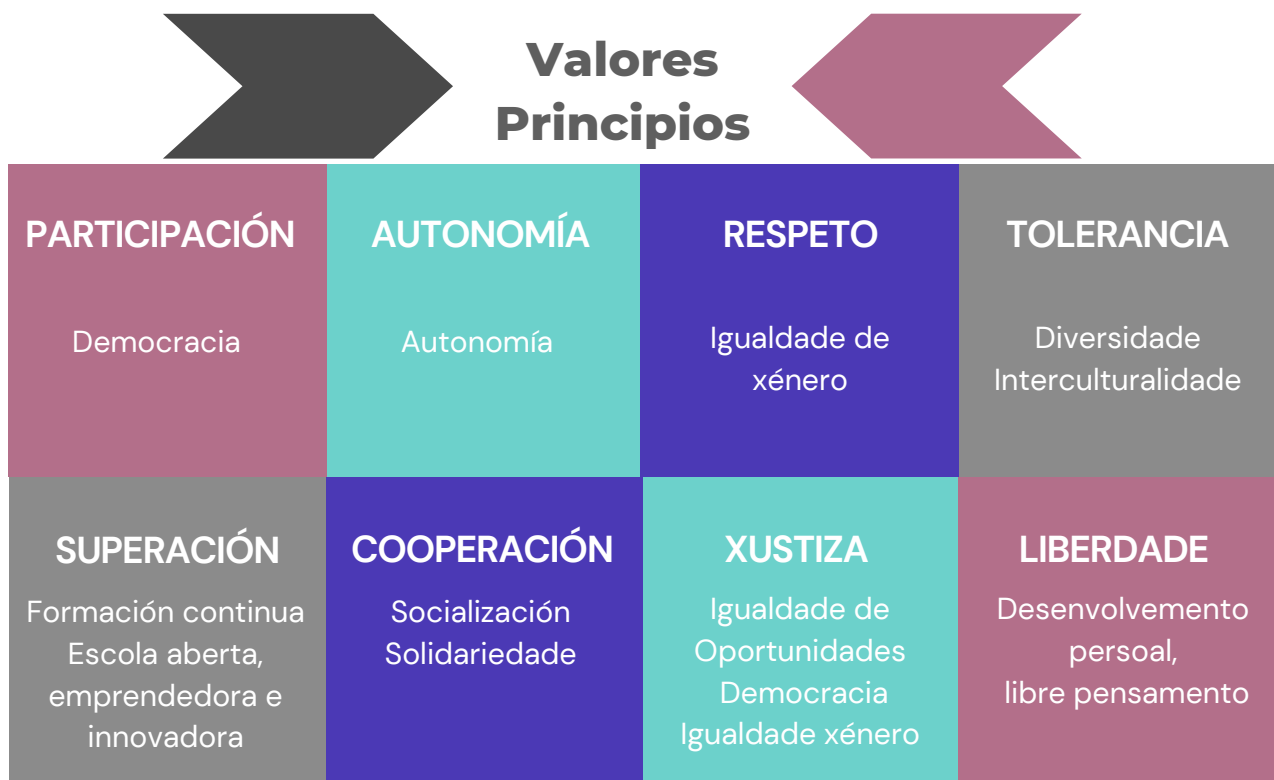 Valores
Principios
PARTICIPACIÓN
Democracia
AUTONOMÍA
Autonomía
RESPETO
Igualdade de
xénero
TOLERANCIA
Diversidade
Interculturalidade
SUPERACIÓN
Formación continua
Escola aberta,
emprendedora e
innovadora
COOPERACIÓN
Socialización
Solidariedade
XUSTIZA
Igualdade de
Oportunidades
Democracia
Igualdade xénero
LIBERDADE
Desenvolvemento
persoal,
libre pensamento